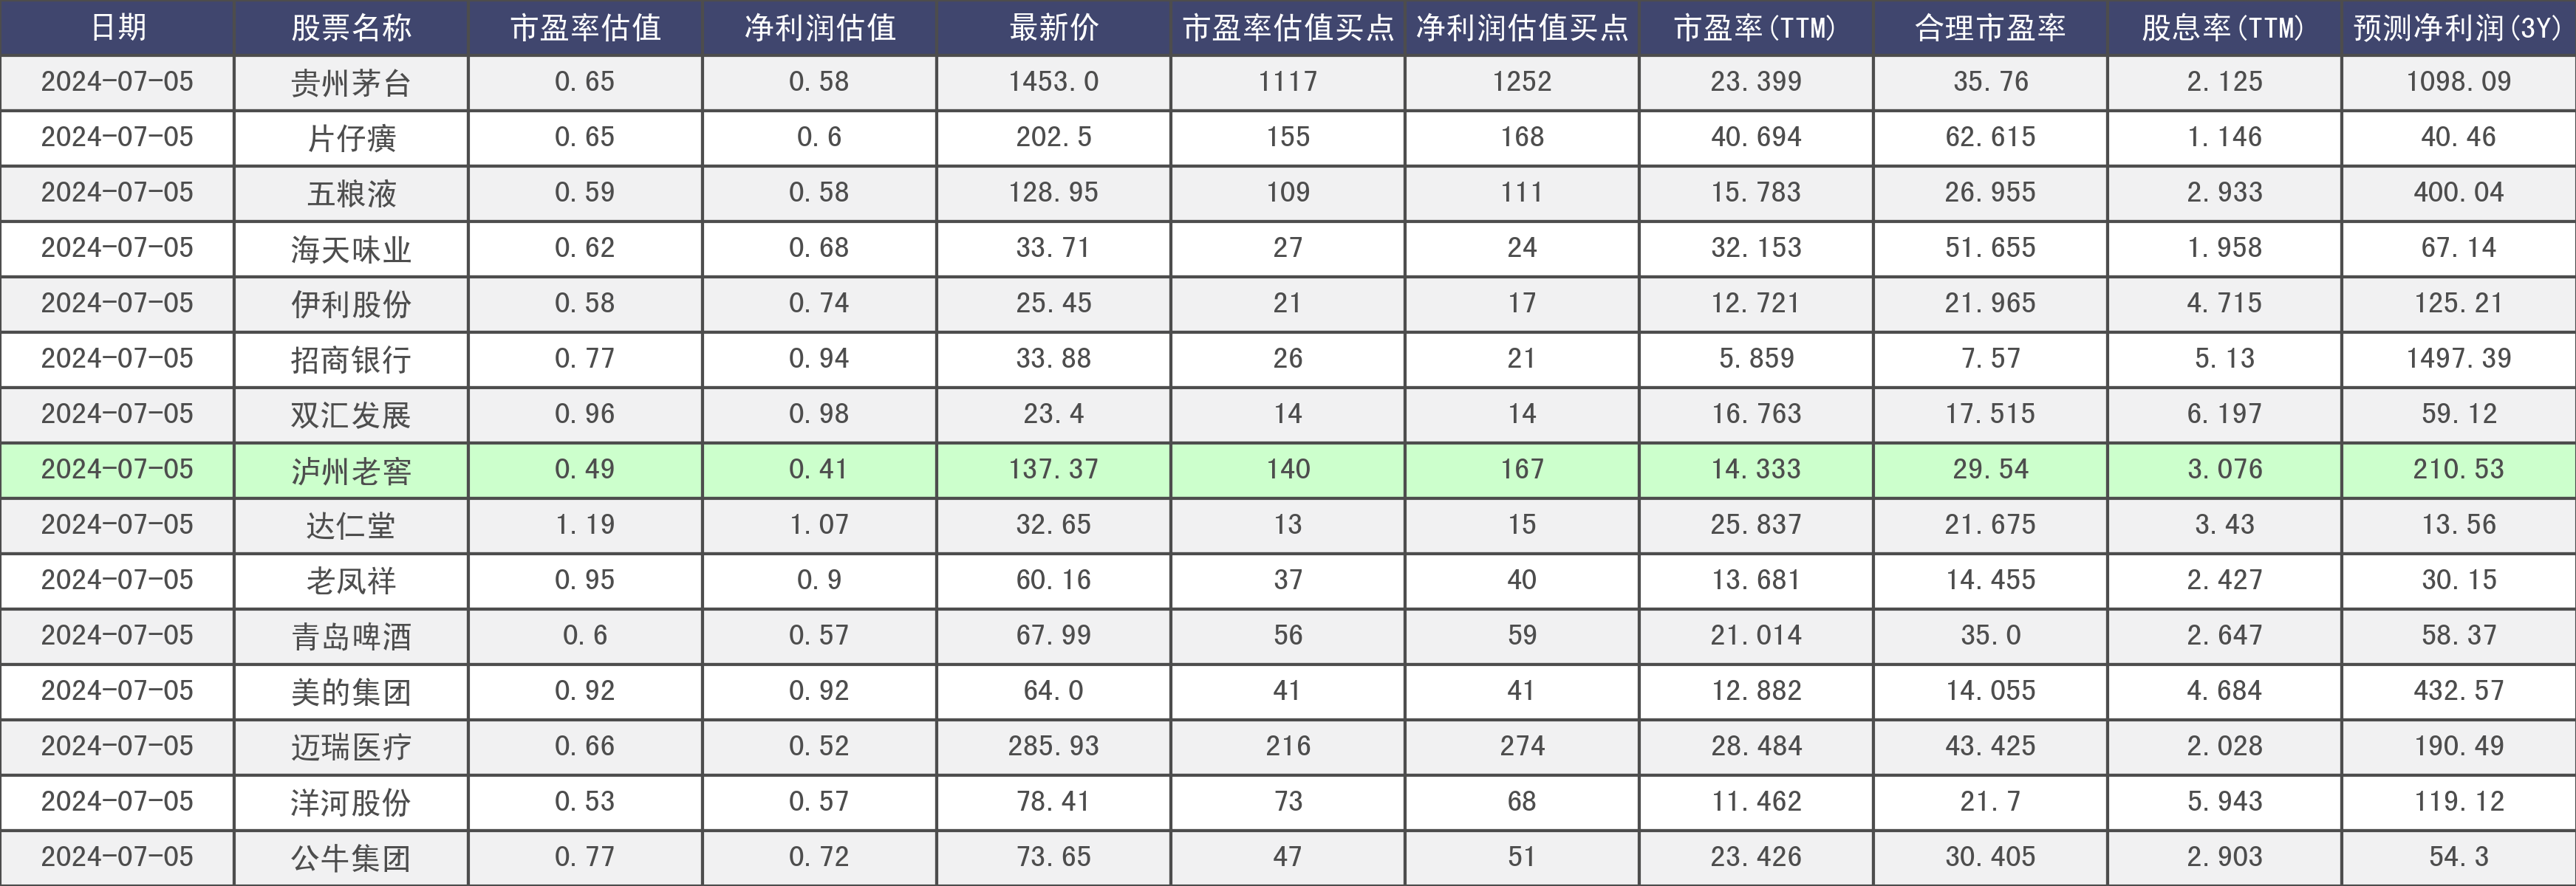 日期 股票名称 市盈率估值 净利润估值 最新价 市盈率估值买点 净利润估值买点 市盈率(TTM) 合理市盈率 股息率(TTM) 预测净利润(3Y)
2024-07-05 贵州茅台 0.65 0.58 1453.0 1117 1252 23.399 35.76 2.125 1098.09
2024-07-05 片仔癀 0.65 0.6 202.5 155 168 40.694 62.615 1.146 40.46
2024-07-05 五粮液 0.59 0.58 128.95 109 111 15.783 26.955 2.933 400.04
2024-07-05 海天味业 0.62 0.68 33.71 27 24 32.153 51.655 1.958 67.14
2024-07-05 伊利股份 0.58 0.74 25.45 21 17 12.721 21.965 4.715 125.21
2024-07-05 招商银行 0.77 0.94 33.88 26 21 5.859 7.57 5.13 1497.39
2024-07-05 双汇发展 0.96 0.98 23.4 14 14 16.763 17.515 6.197 59.12
2024-07-05 泸州老窖 0.49 0.41 137.37 140 167 14.333 29.54 3.076 210.53
2024-07-05 达仁堂 1.19 1.07 32.65 13 15 25.837 21.675 3.43 13.56
2024-07-05 老凤祥 0.95 0.9 60.16 37 40 13.681 14.455 2.427 30.15
2024-07-05 青岛啤酒 0.6 0.57 67.99 56 59 21.014 35.0 2.647 58.37
2024-07-05 美的集团 0.92 0.92 64.0 41 41 12.882 14.055 4.684 432.57
2024-07-05 迈瑞医疗 0.66 0.52 285.93 216 274 28.484 43.425 2.028 190.49
2024-07-05 洋河股份 0.53 0.57 78.41 73 68 11.462 21.7 5.943 119.12
2024-07-05 公牛集团 0.77 0.72 73.65 47 51 23.426 30.405 2.903 54.3